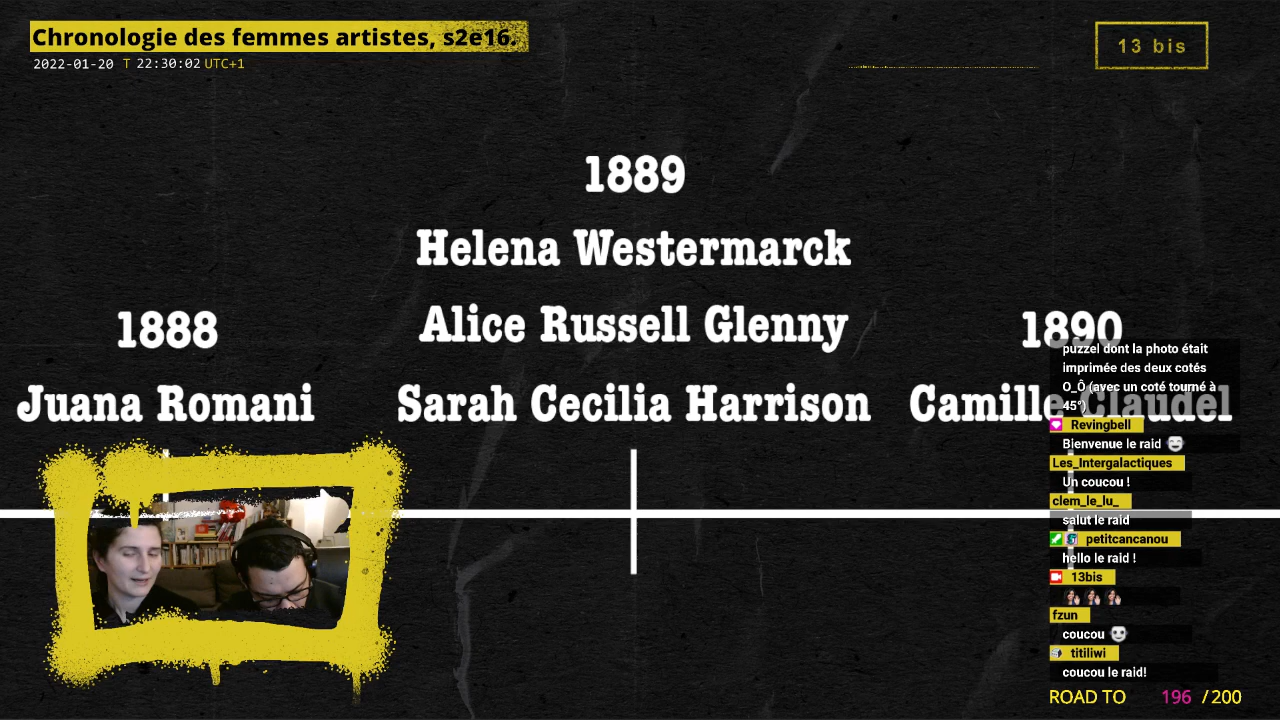 Chronologie des femmes artistes, s2e16.
2022-01-20 T 22:30:02 UTC+1
13 bis
1889
Helena Westermarck
Alice Russell Glenny
Sarah Cecilia Harrison
1888
Juana Romani
1890
Camille Claudel
puzzel dont la photo était
imprimée des deux cotés
O_Ô (avec un coté tourné à
45°)
Revingbell
Bienvenue le raid
Les_Intergalactiques
Un coucou !
clem_le_lu_
salut le raid
petitcancanou
hello le raid !
13bis
fzun
coucou
titiliwi
coucou le raid!
ROAD TO 196 / 200